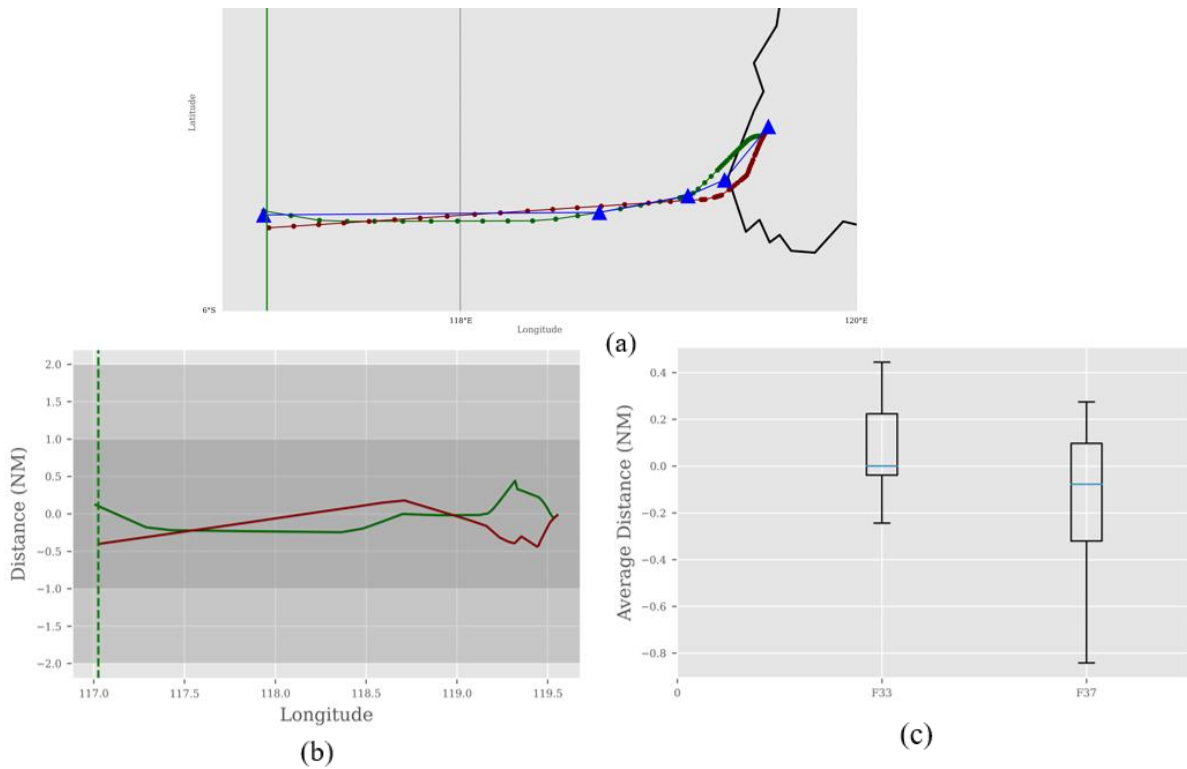 Latitude
6°S
118°E
120°E
Longitude
(a)
2.0
1.5
1.0
0.5
0.0
−0.5
−1.0
−1.5
−2.0
Distance (NM)
117.0
117.5
118.0
118.5
119.0
119.5
Longitude
(b)
0.4
0.2
0.0
−0.2
−0.4
−0.6
−0.8
Average Distance (NM)
0
F33
F37
(c)